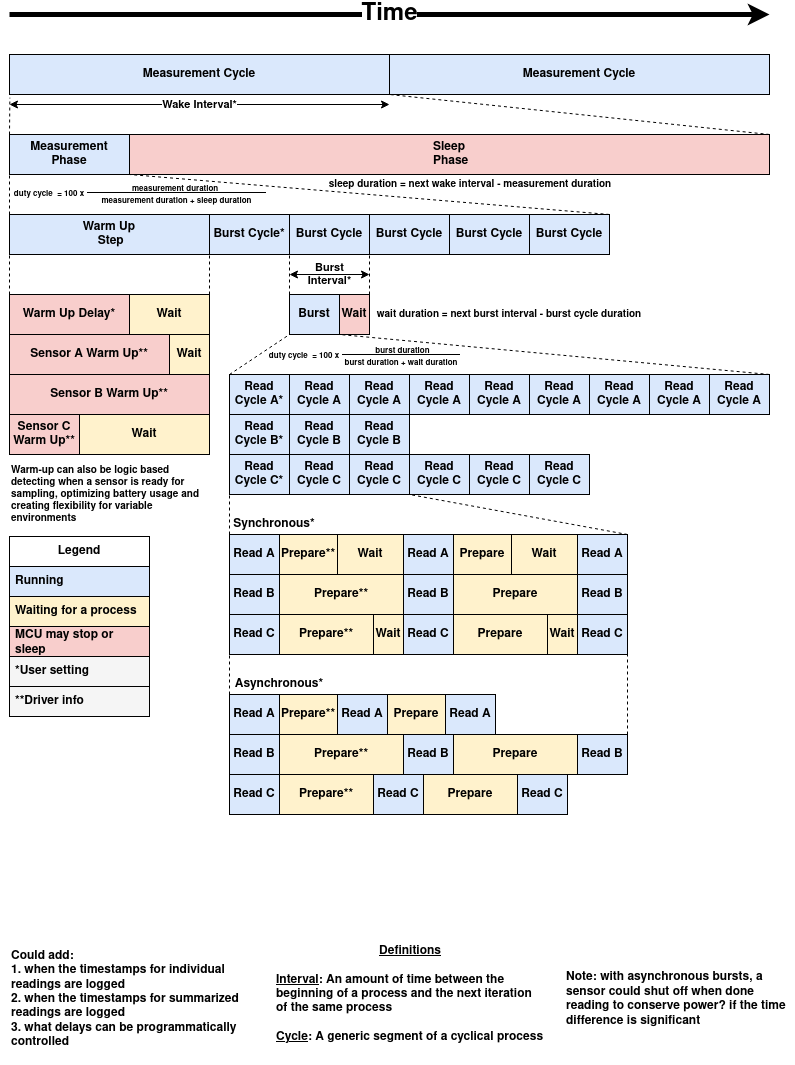 Time
Measurement Cycle
Measurement Cycle
Wake Interval*
Measurement
Phase
Sleep
Phase
duty cycle = 100 x
measurement duration
measurement duration + sleep duration
sleep duration = next wake interval - measurement duration
Warm Up
Step
Burst Cycle*
Burst Cycle
Burst Cycle
Burst Cycle
Burst Cycle
Burst
Interval*
Warm Up Delay*
Wait
Burst
Wait
wait duration = next burst interval - burst cycle duration
Sensor A Warm Up**
Wait
duty cycle = 100 x
burst duration
burst duration + wait duration
Sensor B Warm Up**
Sensor C
Warm Up**
Wait
Read
Cycle A*
Read
Cycle A
Read
Cycle A
Read
Cycle A
Read
Cycle A
Read
Cycle A
Read
Cycle A
Read
Cycle A
Read
Cycle A
Read
Cycle B*
Read
Cycle B
Read
Cycle B
Read
Cycle C*
Read
Cycle C
Read
Cycle C
Read
Cycle C
Read
Cycle C
Read
Cycle C
Warm-up can also be logic based
detecting when a sensor is ready for
sampling, optimizing battery usage and
creating flexibility for variable
environments
Legend
Running
Waiting for a process
MCU may stop or
sleep
*User setting
**Driver info
Synchronous*
Read A
Prepare**
Wait
Read A
Prepare
Wait
Read A
Read B
Prepare**
Read B
Prepare
Read B
Read C
Prepare**
Wait
Read C
Prepare
Wait
Read C
Asynchronous*
Read A
Prepare**
Read A
Prepare
Read A
Read B
Prepare**
Read B
Prepare
Read B
Read C
Prepare**
Read C
Prepare
Read C
Could add:
1. when the timestamps for individual
readings are logged
2. when the timestamps for summarized
readings are logged
3. what delays can be programmatically
controlled
Definitions
Interval: An amount of time between the
beginning of a process and the next iteration
of the same process
Cycle: A generic segment of a cyclical process
Note: with asynchronous bursts, a
sensor could shut off when done
reading to conserve power? if the time
difference is significant